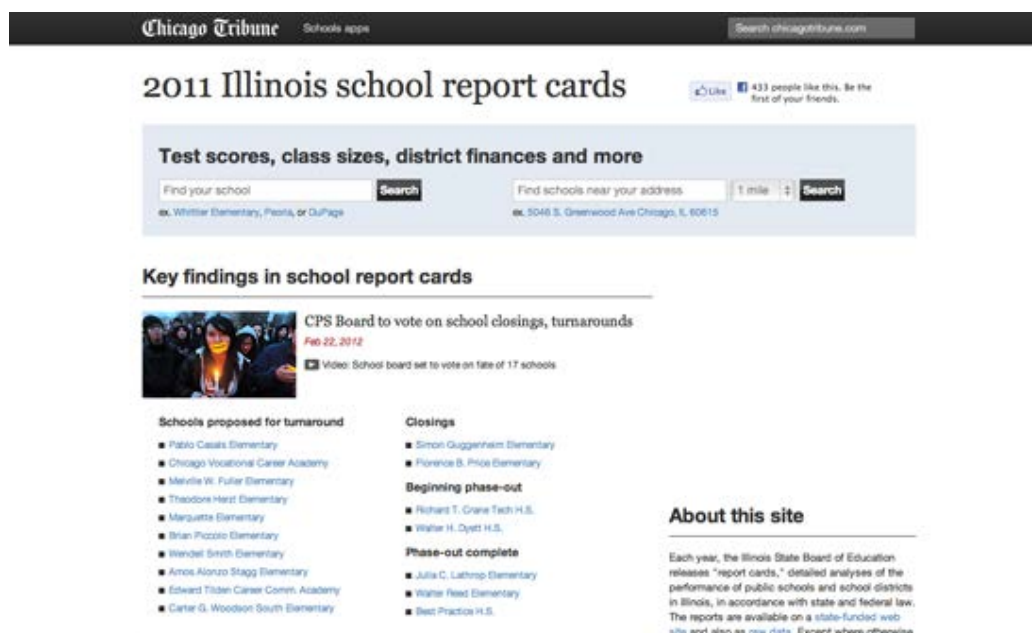 Chicago Tribune
Schools apps
Search chicagotribune.com
2011 Illinois school report cards
Like
433 people like this. Be the
first of your friends.
Test scores, class sizes, district finances and more
Find your school
Search
Find schools near your address
1 mile
Search
ex. Whittier Elementary, Peoria, or DuPage
ex. 5046 S. Greenwood Ave Chicago, IL 60615
Key findings in school report cards
CPS Board to vote on school closings, turnarounds
Feb 22, 2012
Video: School board set to vote on fate of 17 schools
Schools proposed for turnaround
Pablo Casals Elementary
Chicago Vocational Career Academy
Melville W. Fuller Elementary
Theodore Herzl Elementary
Marquette Elementary
Brian Piccolo Elementary
Wendell Smith Elementary
Amos Alonzo Stagg Elementary
Edward Tilden Career Comm. Academy
Carter G. Woodson South Elementary
Closings
Simon Guggenheim Elementary
Florence B. Price Elementary
Beginning phase-out
Richard T. Crane Tech H.S.
Walter H. Dyett H.S.
Phase-out complete
Julia C. Lathrop Elementary
Walter Reed Elementary
Best Practice H.S.
About this site
Each year, the Illinois State Board of Education
releases "report cards," detailed analyses of the
performance of public schools and school districts
in Illinois, in accordance with state and federal law.
The reports are available on a state-funded web
site and also as raw data. Except where otherwise